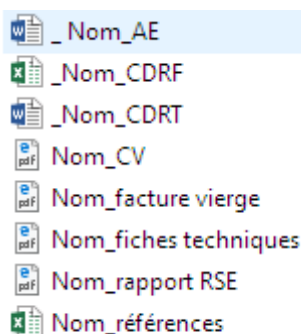 _ Nom_AE
_Nom_CDRF
_Nom_CDRT
Nom_CV
Nom_facture vierge
Nom_fiches techniques
Nom_rapport RSE
Nom_références